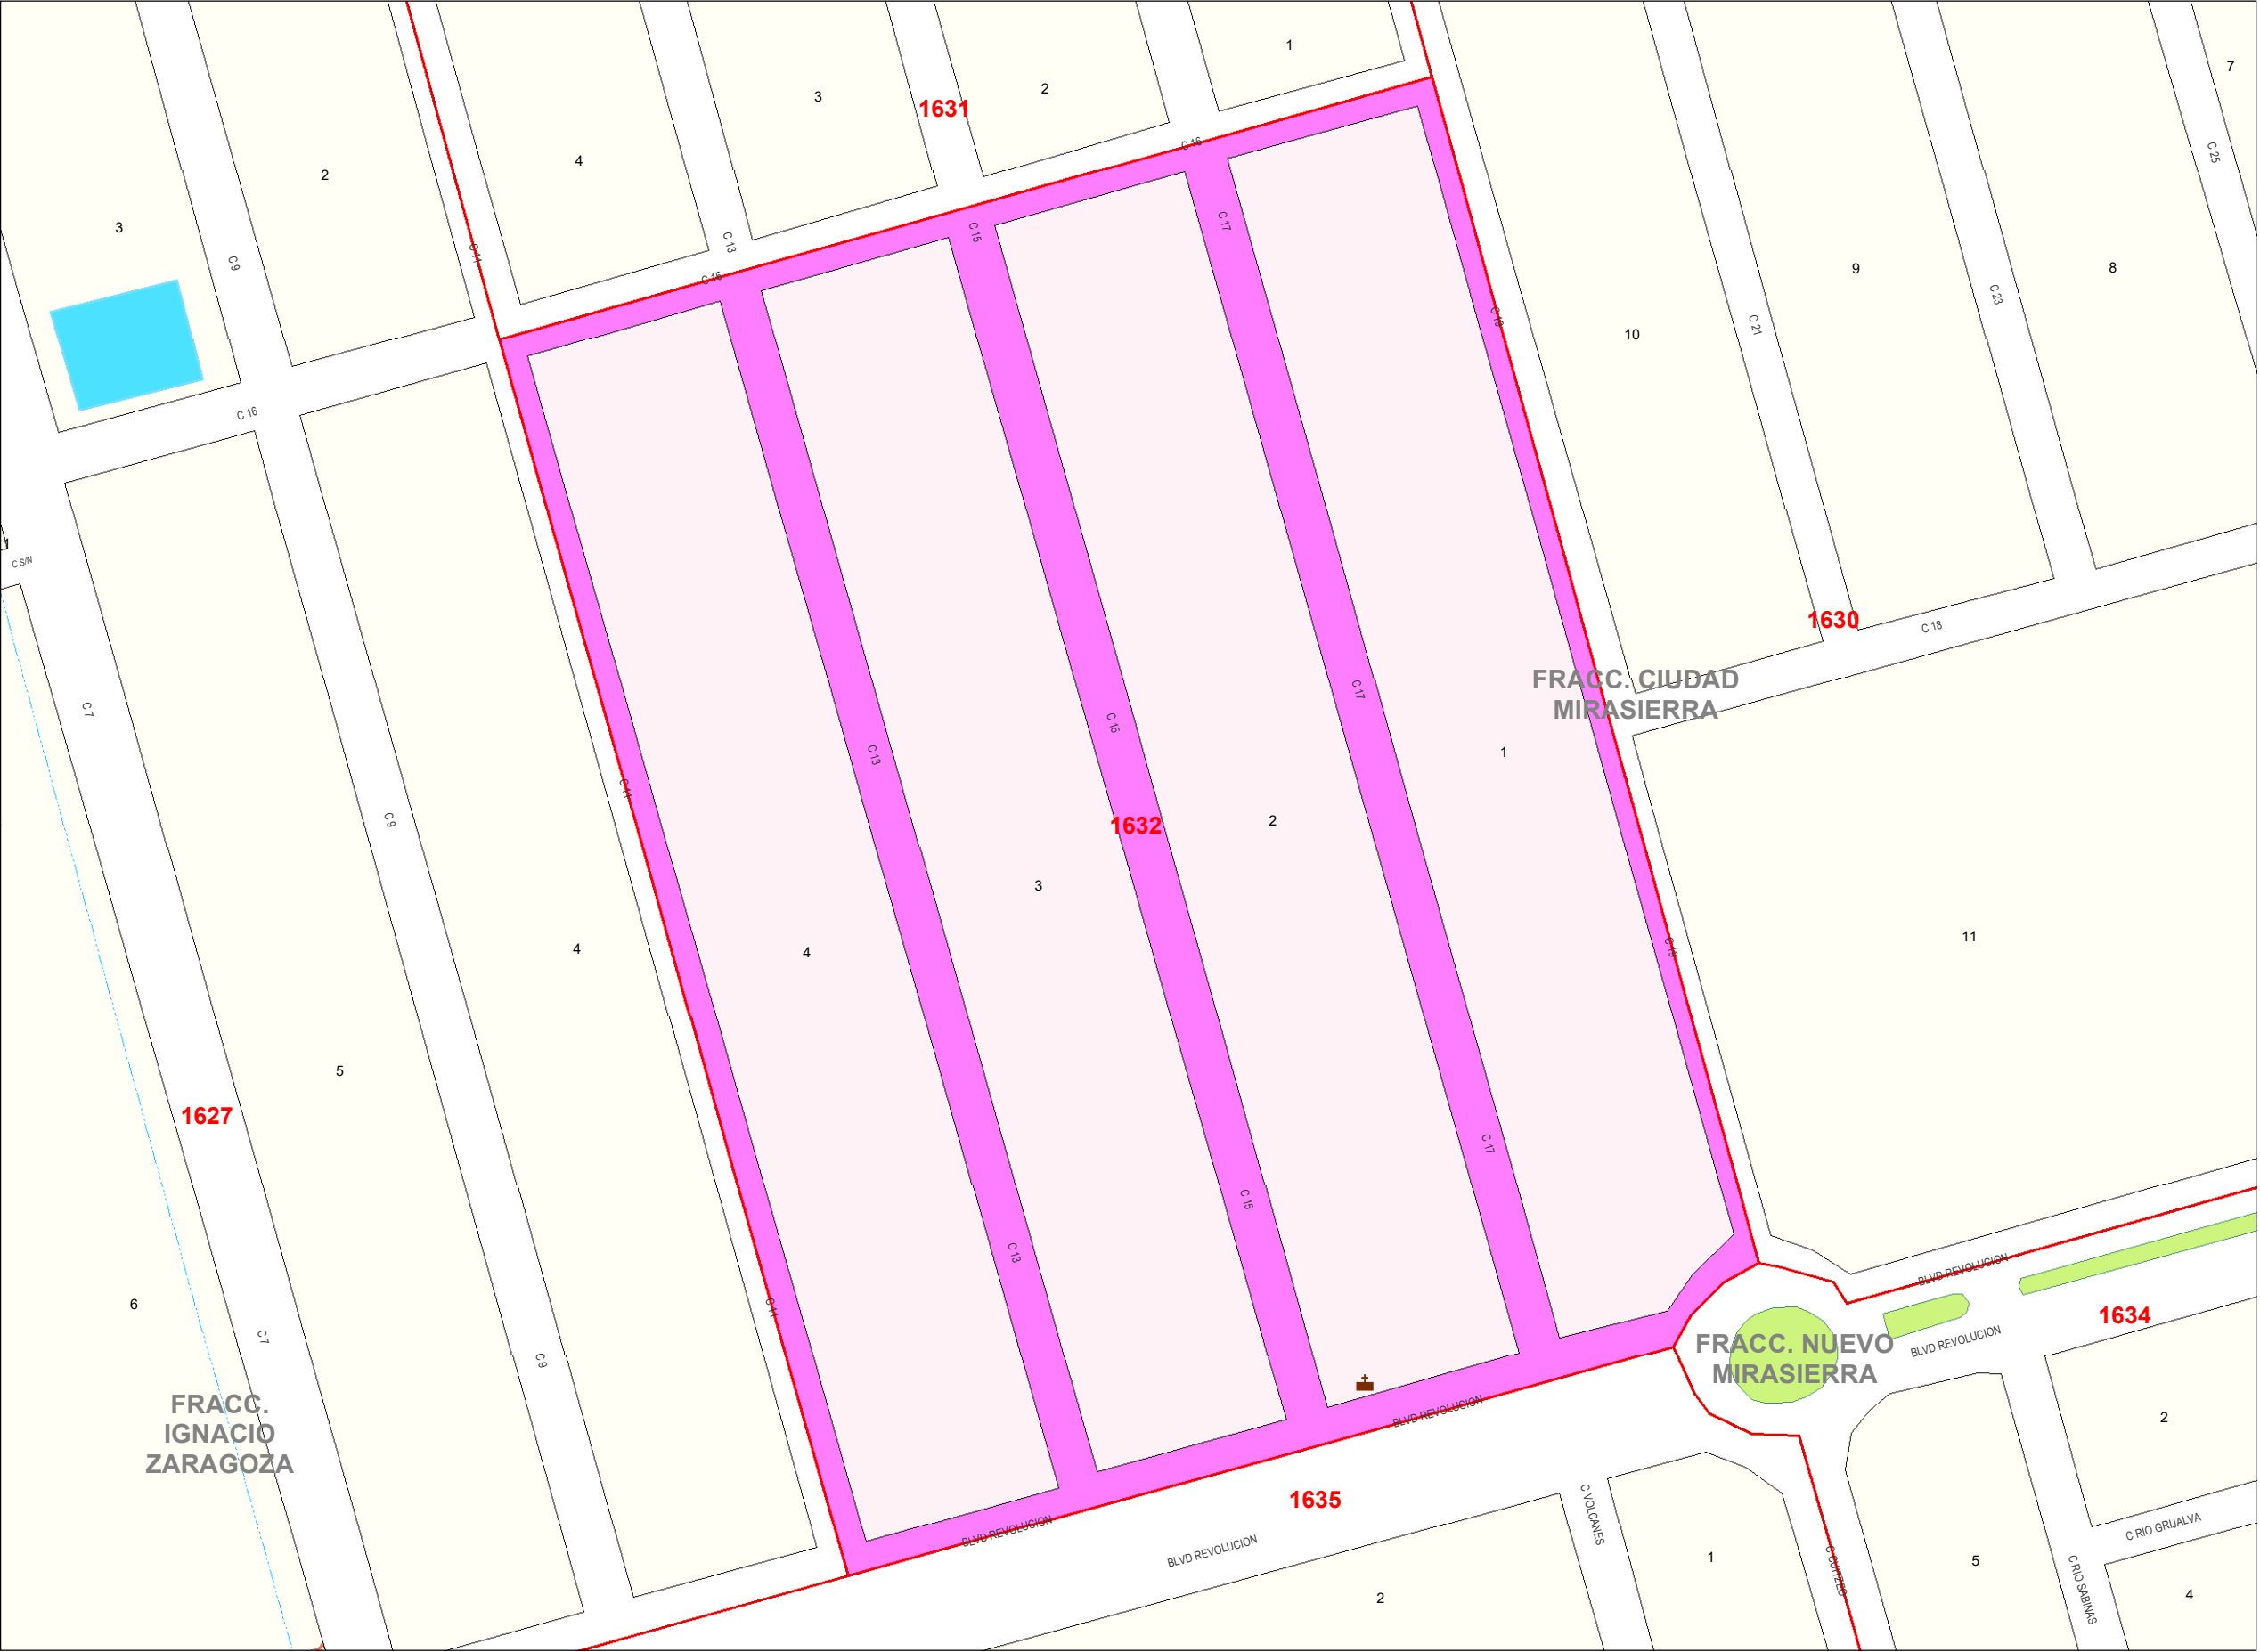 1
7
2
3
1631
C 16
C 25
4
2
C 17
3
C 15
C 13
C 11
C 9
9
8
C 16
C 23
C 19
C 21
10
C 16
1
C S/N
1630
C 18
FRACC. CIUDAD
MIRASIERRA
C 7
C 17
C 15
C 13
1
C 11
C 9
1632
2
3
11
4
4
C 19
5
1627
C 17
C 15
C 13
BLVD REVOLUCION
6
C 11
1634
C 7
BLVD REVOLUCION
FRACC. NUEVO
MIRASIERRA
C 9
FRACC.
IGNACIO
ZARAGOZA
BLVD REVOLUCION
2
1635
C VOLCANES
BLVD REVOLUCION
C RIO GRIJALVA
BLVD REVOLUCION
1
C CUITZEO
5
C RIO SABINAS
2
4